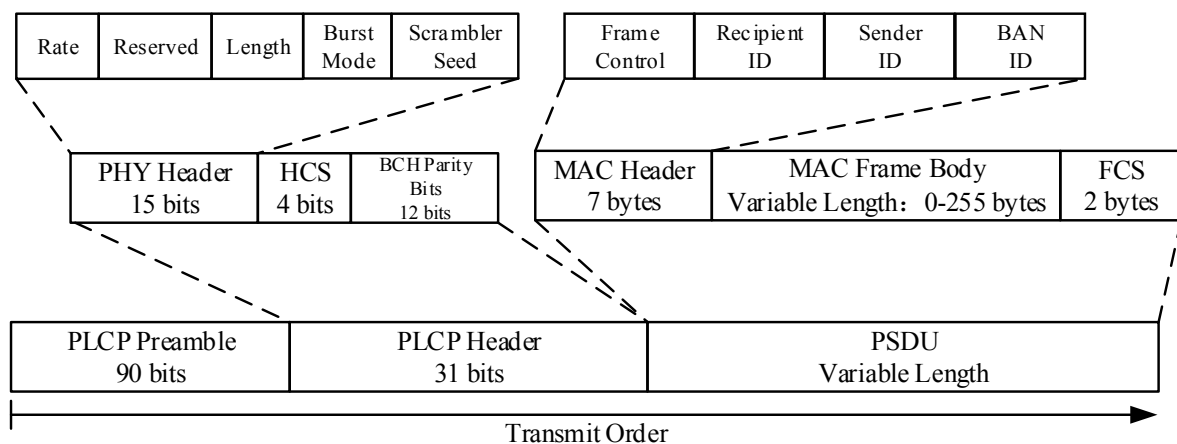 Rate
Reserved
Length
Burst
Mode
Scrambler
Seed
Frame
Control
Recipient
ID
Sender
ID
BAN
ID
PHY Header
15 bits
HCS
4 bits
BCH Parity
Bits
12 bits
MAC Header
7 bytes
MAC Frame Body
Variable Length：0-255 bytes
FCS
2 bytes
PLCP Preamble
90 bits
PLCP Header
31 bits
PSDU
Variable Length
Transmit Order